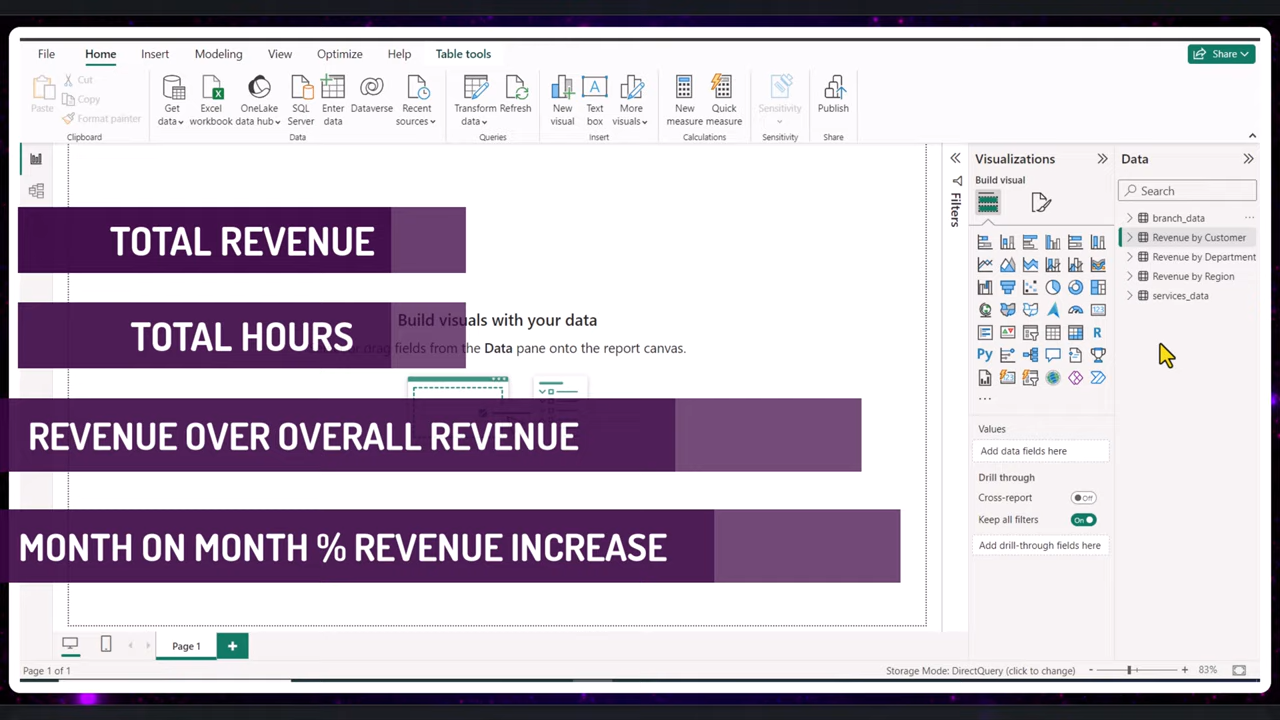 File Home Insert Modeling View Optimize Help Table tools Share
Paste Cut Copy Format painter
Get data Excel workbook OneLake data hub SQL Server Enter data Dataverse Recent sources Transform data Refresh New visual Text box More visuals New measure Quick measure Sensitivity Publish
Clipboard Data Queries Insert Calculations Sensitivity Share
TOTAL REVENUE
TOTAL HOURS
REVENUE OVER OVERALL REVENUE
MONTH ON MONTH % REVENUE INCREASE
Build visuals with your data
drag fields from the Data pane onto the report canvas.
Filters
Visualizations
Build visual
R
Py
Values
Add data fields here
Drill through
Cross-report Off
Keep all filters On
Add drill-through fields here
Data
Search
branch_data
Revenue by Customer
Revenue by Department
Revenue by Region
services_data
Page 1
Page 1 of 1
Storage Mode: DirectQuery (click to change)
83%